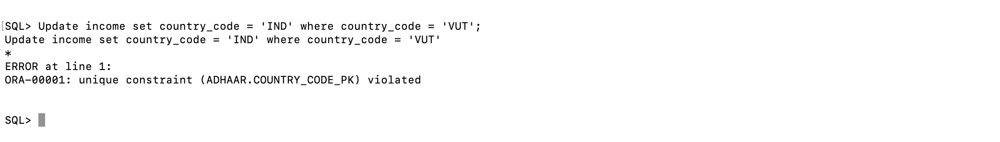 SQL> Update income set country_code = 'IND' where country_code = 'VUT';
Update income set country_code = 'IND' where country_code = 'VUT'
*
ERROR at line 1:
ORA-00001: unique constraint (ADHAAR.COUNTRY_CODE_PK) violated
SQL>